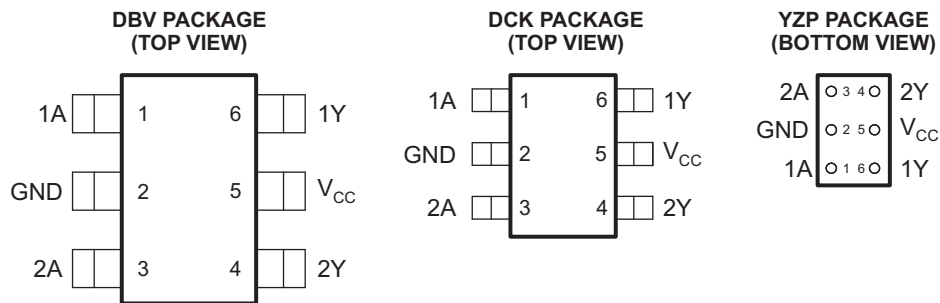 DBV PACKAGE
(TOP VIEW)
1A 1 6 1Y
GND 2 5 VCC
2A 3 4 2Y
DCK PACKAGE
(TOP VIEW)
1A 1 6 1Y
GND 2 5 VCC
2A 3 4 2Y
YZP PACKAGE
(BOTTOM VIEW)
2A 3 4 2Y
GND 2 5 VCC
1A 1 6 1Y